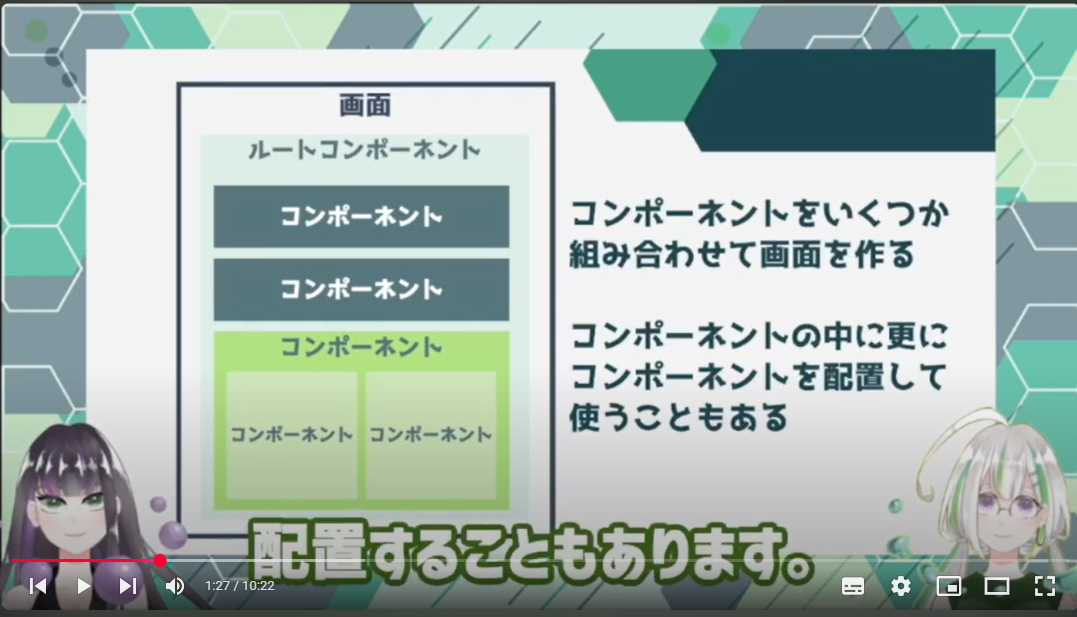 画面
ルートコンポーネント
コンポーネント
コンポーネント
コンポーネント
コンポーネント
コンポーネント
コンポーネントをいくつか
組み合わせて画面を作る
コンポーネントの中に更に
コンポーネントを配置して
使うこともある
配置することもあります。
1:27 / 10:22